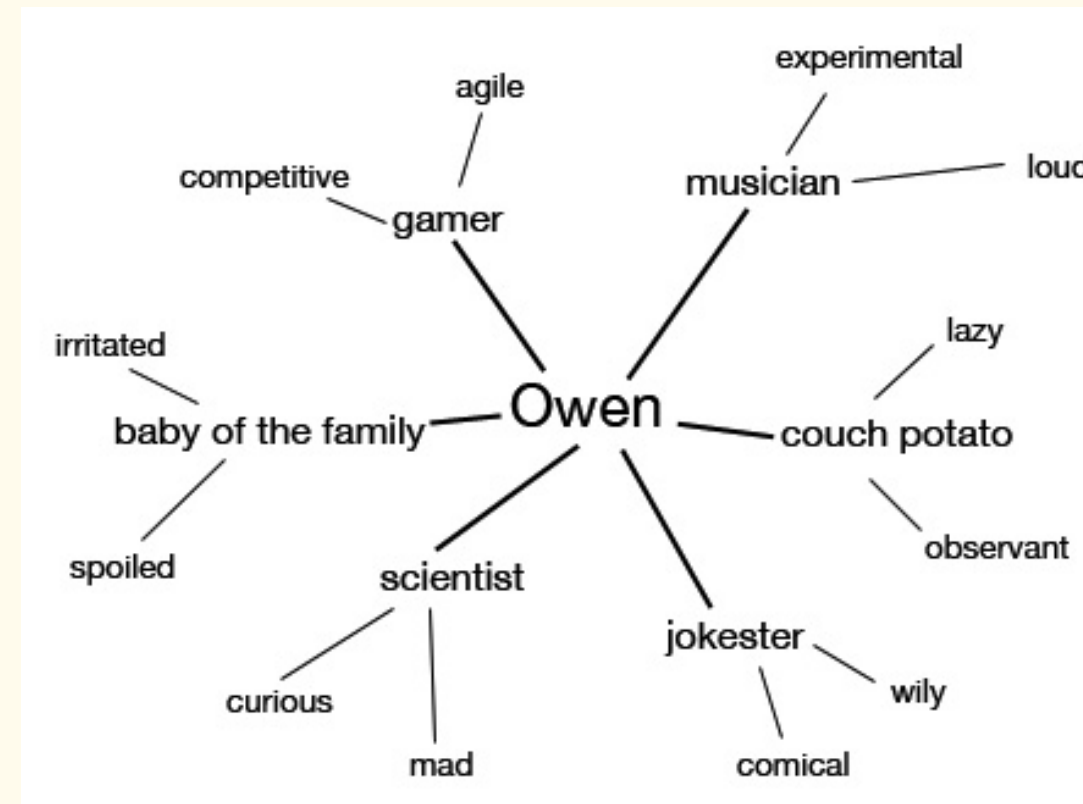 experimental
agile
loud
competitive
musician
gamer
lazy
irritated
Owen
baby of the family
couch potato
observant
spoiled
scientist
jokester
wily
curious
mad
comical